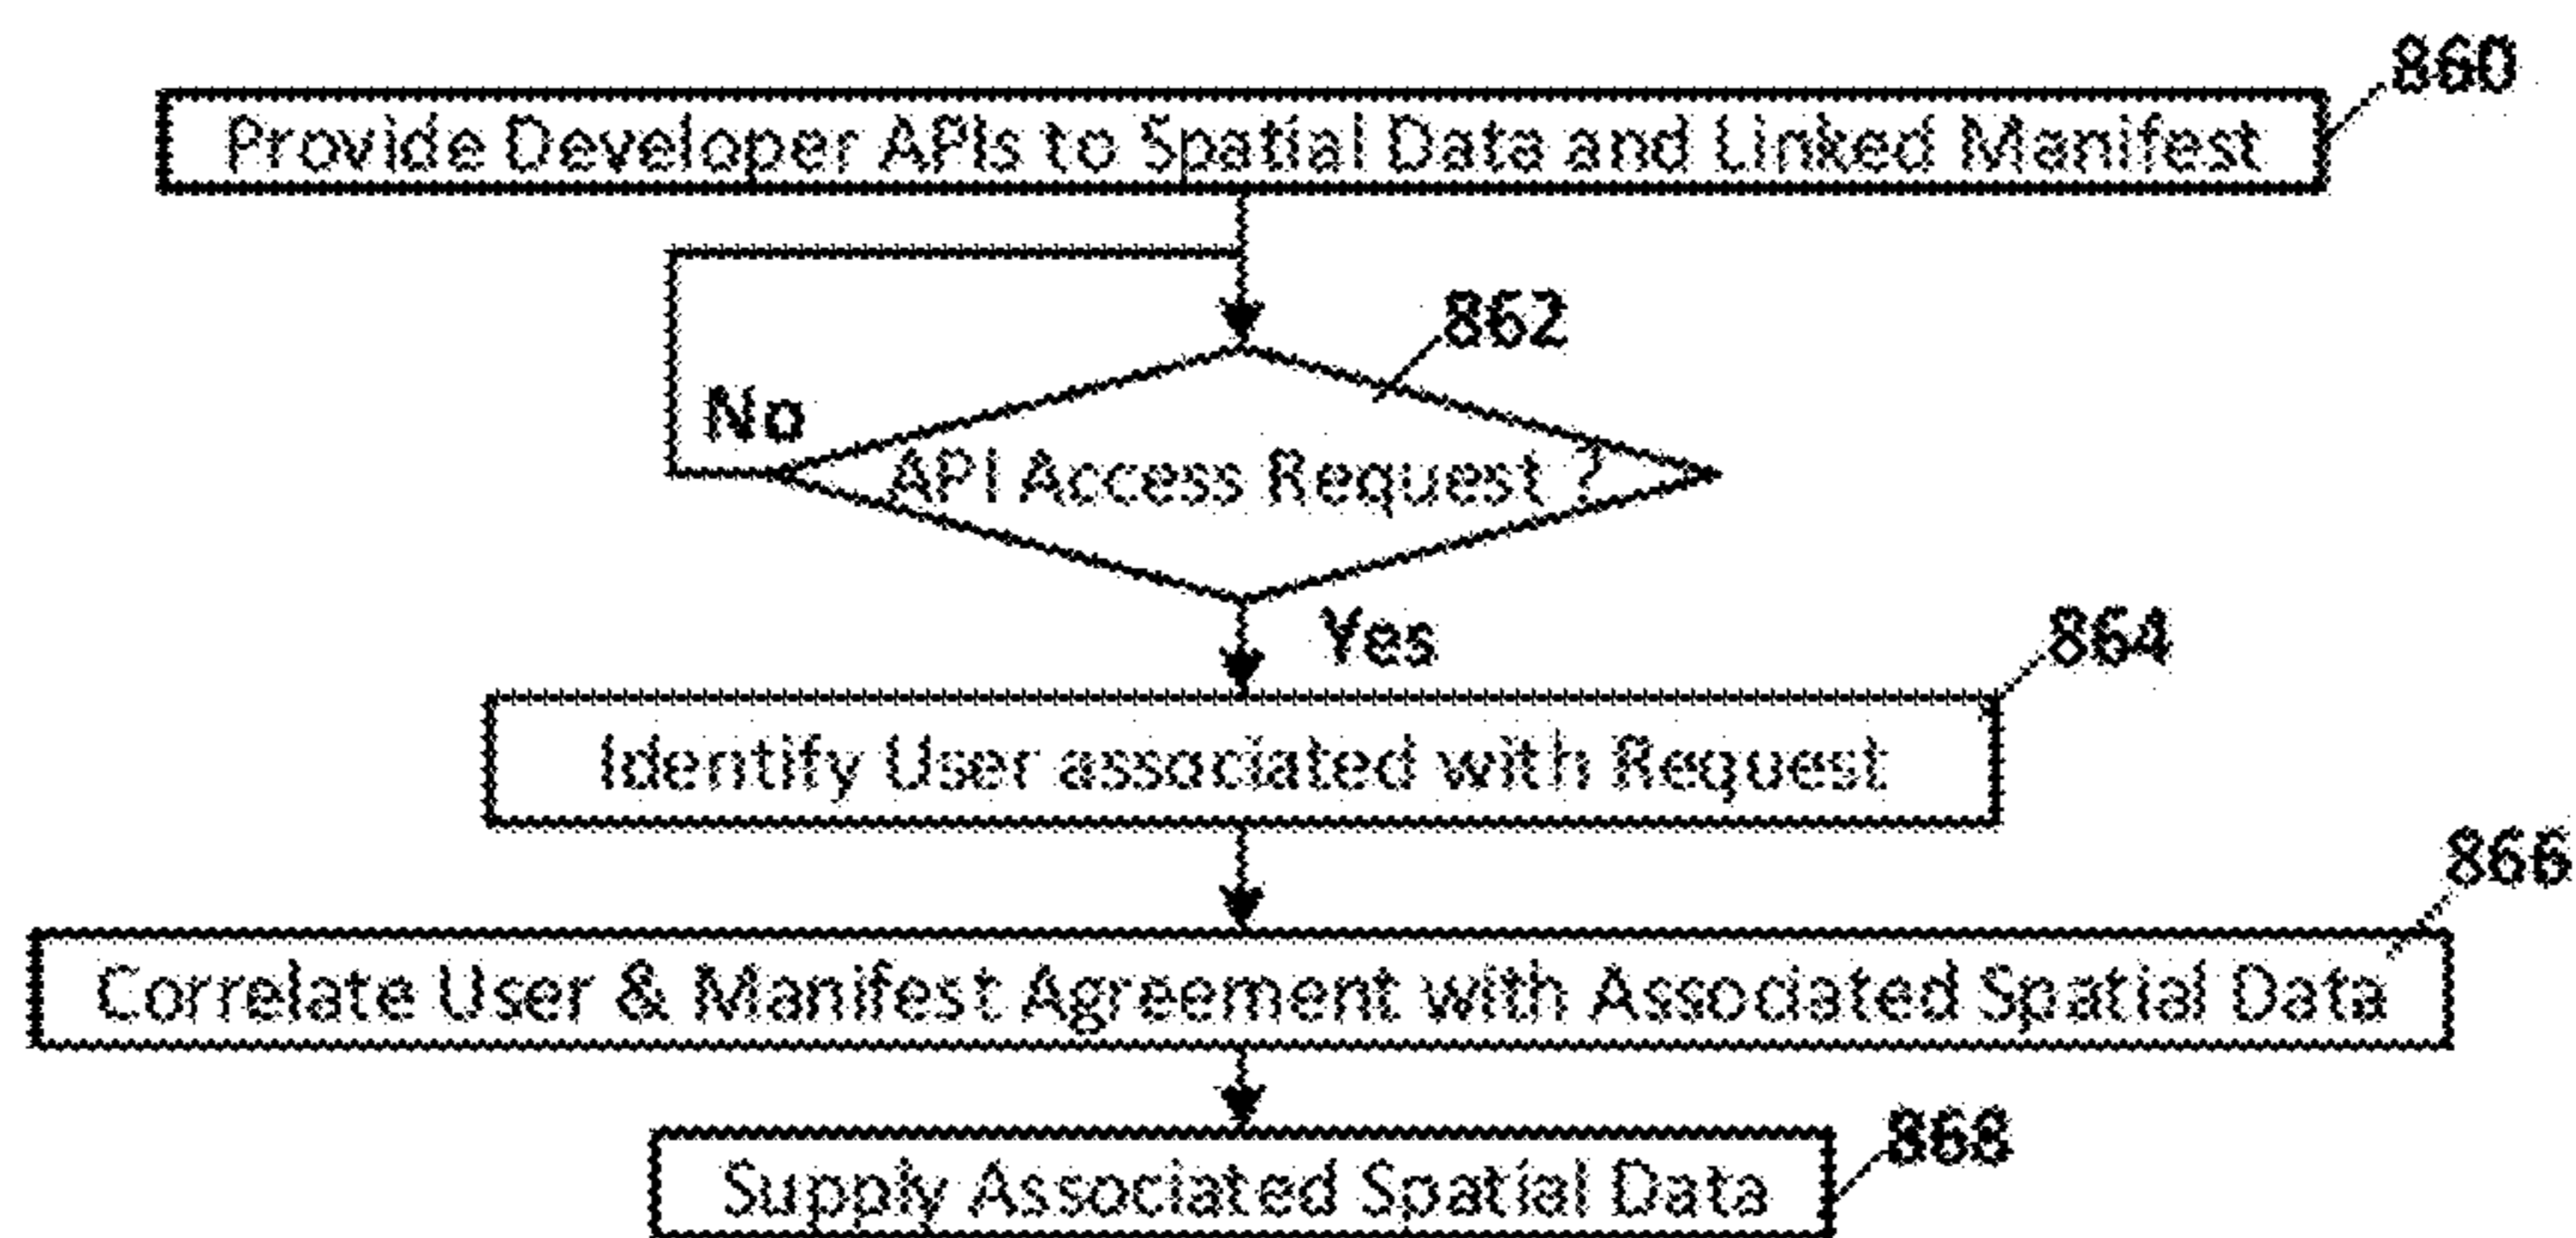 860
Provide Developer APIs to Spatial Data and Linked Manifest
862
No
API Access Request ?
Yes
864
Identify User associated with Request
866
Correlate User & Manifest Agreement with Associated Spatial Data
868
Supply Associated Spatial Data